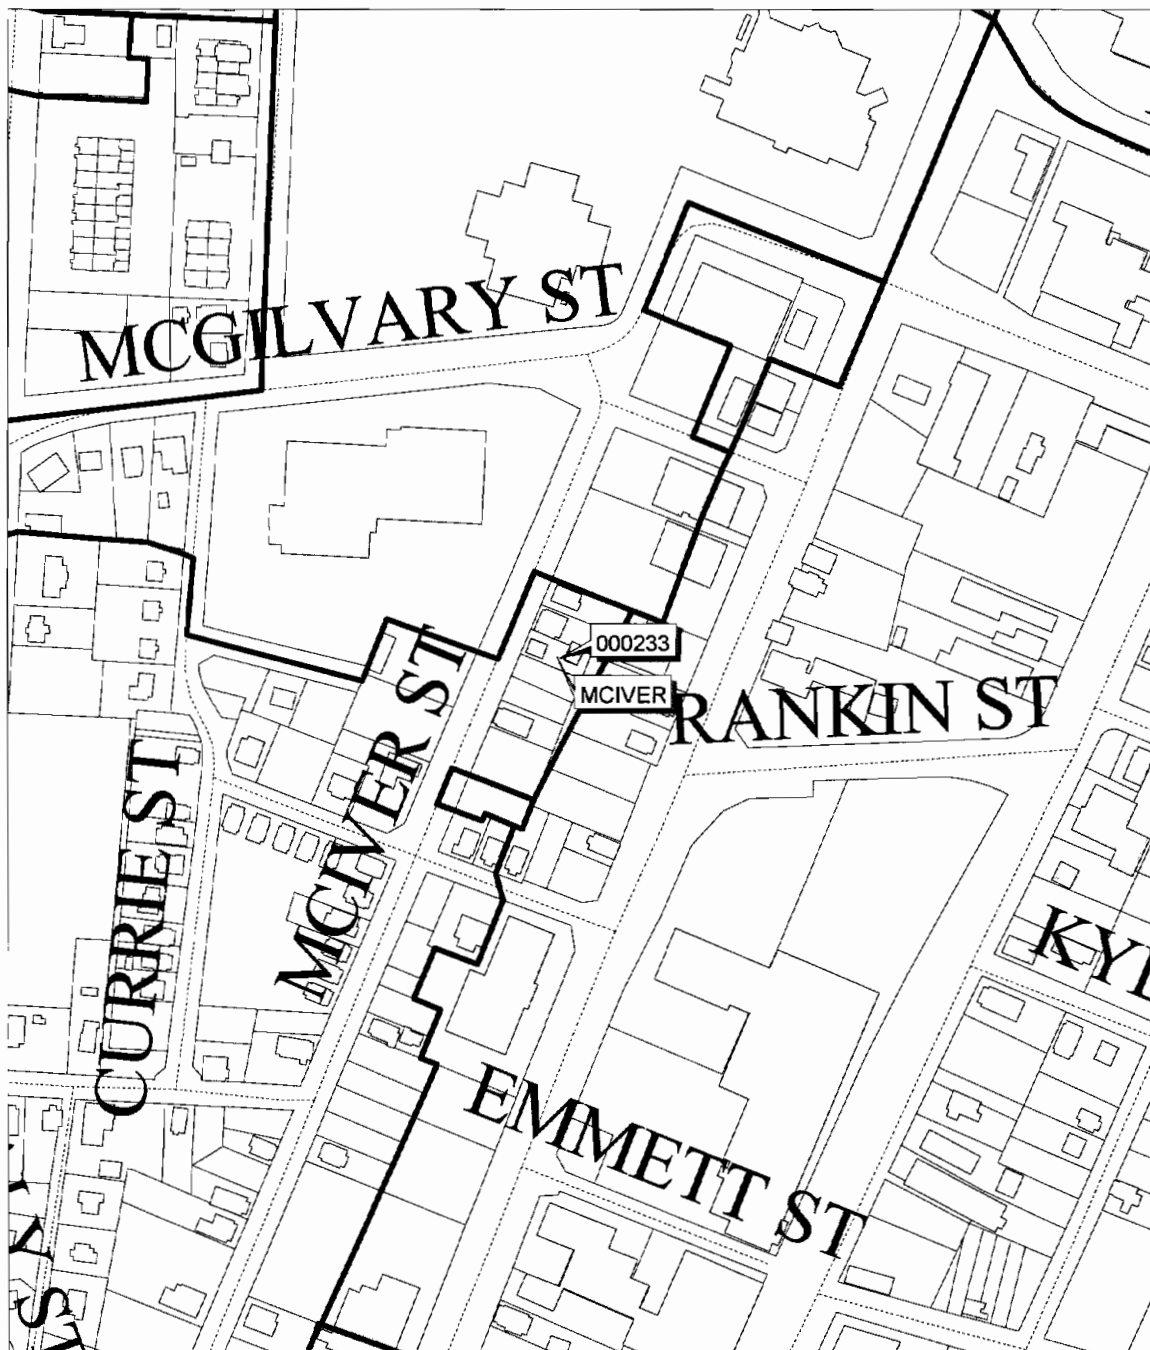 MCGILVARY ST
000233
MCIVER
RANKIN ST
MCIVER ST
CURRIE ST
EMMETT ST